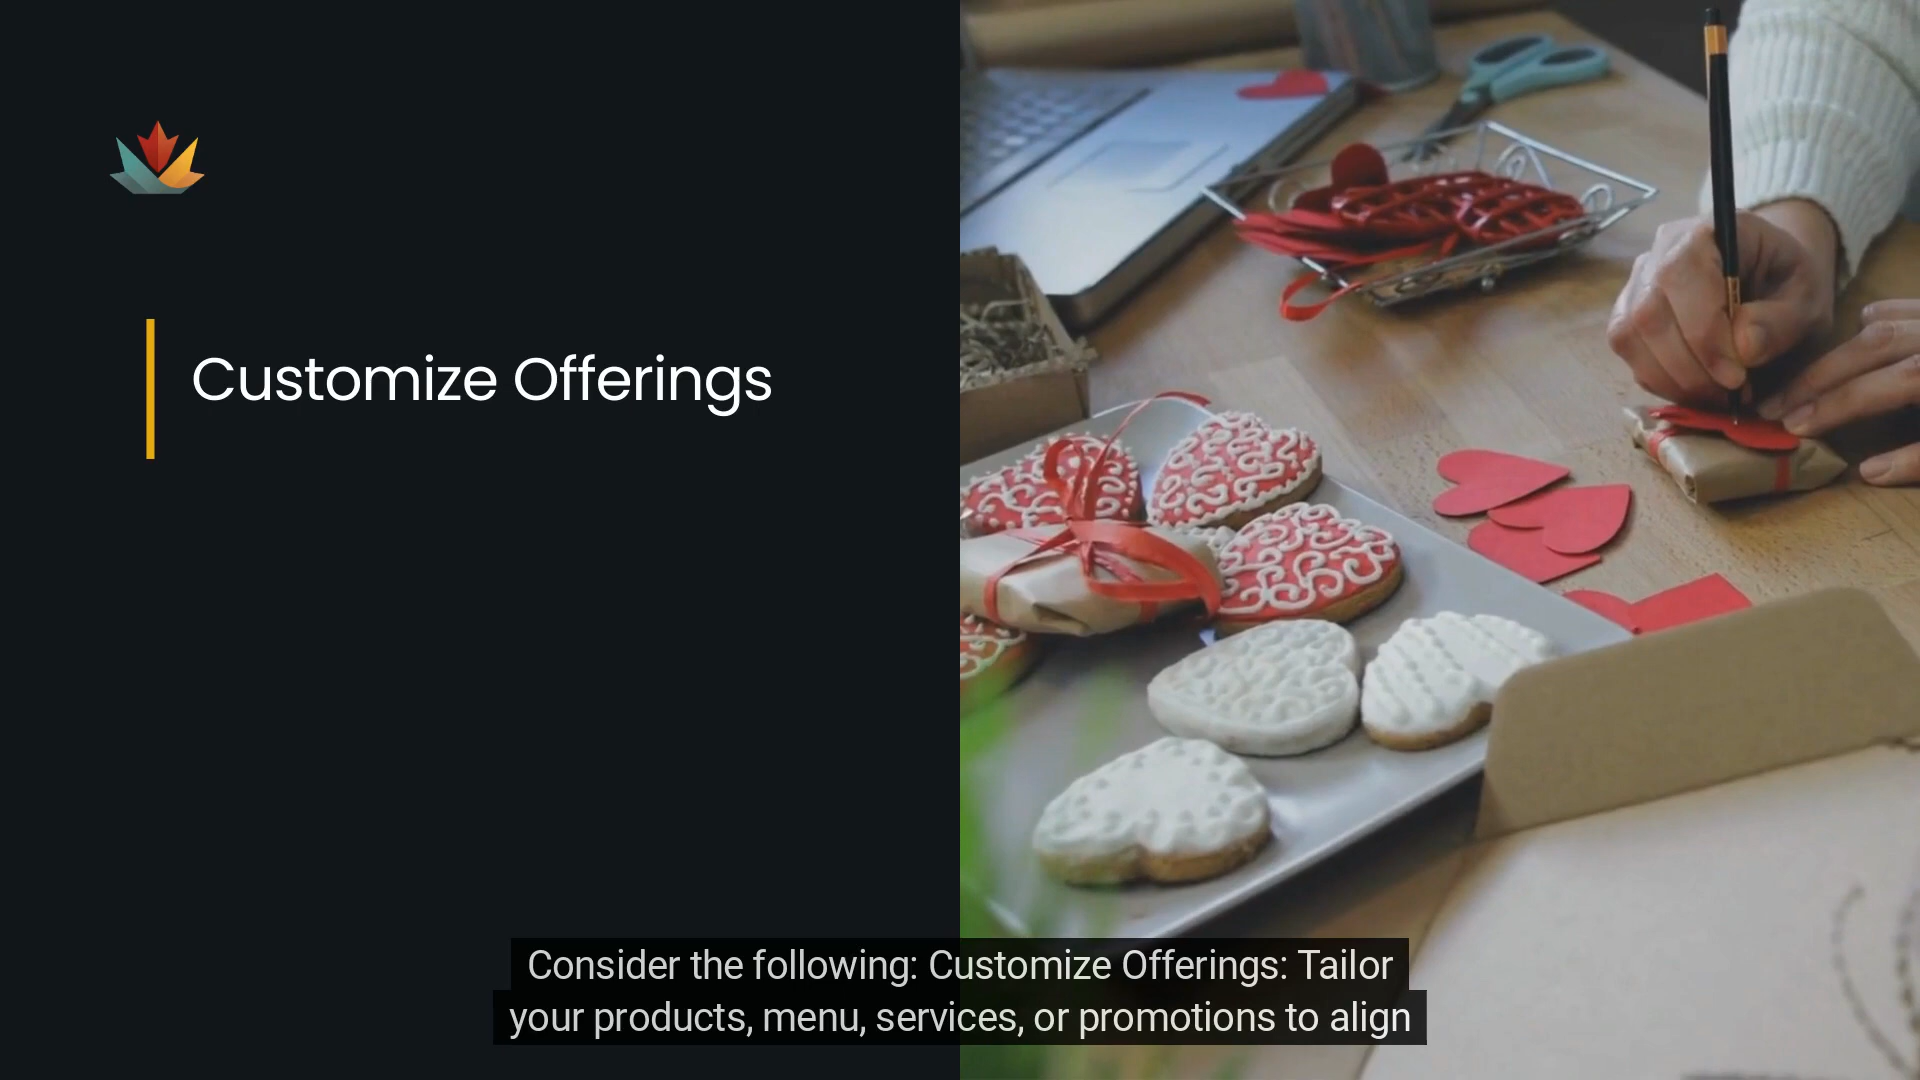 Customize Offerings
Consider the following: Customize Offerings: Tailor
your products, menu, services, or promotions to align